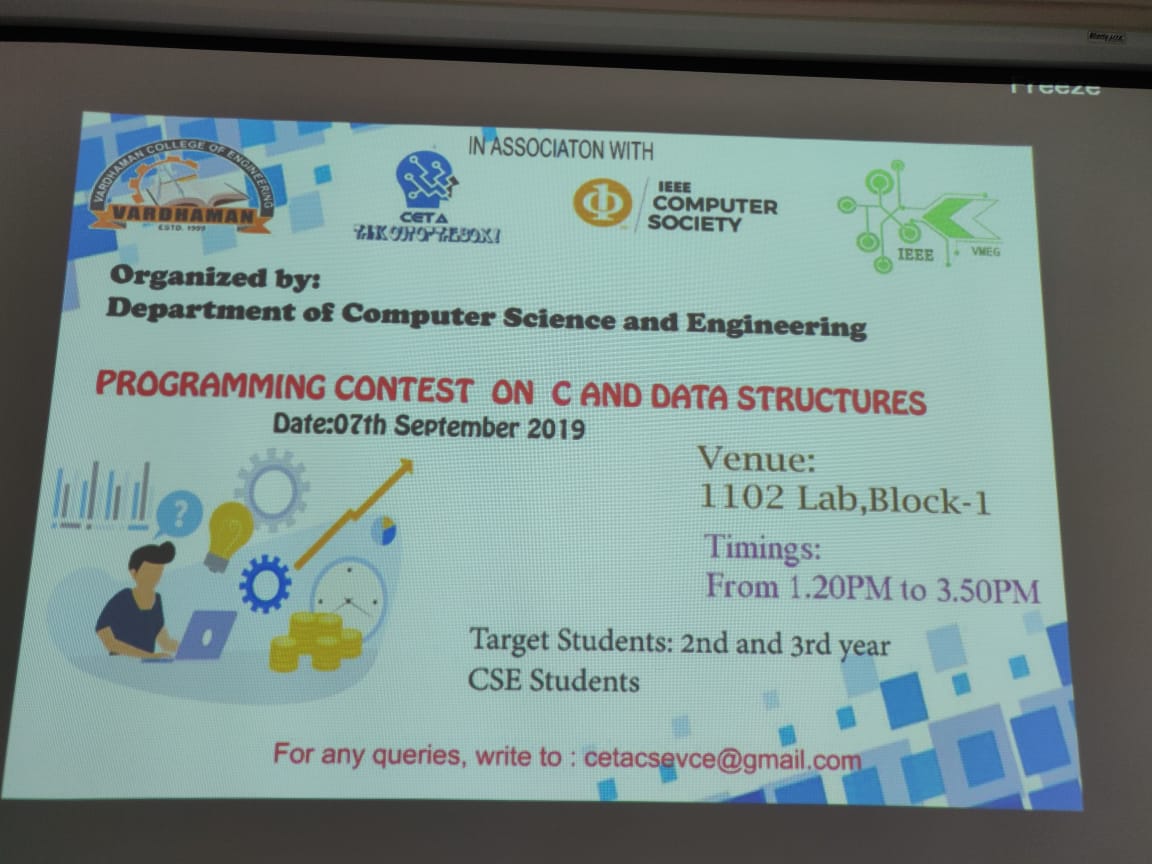 Freeze
IN ASSOCIATON WITH
VARDHAMAN COLLEGE OF ENGINEERING
VARDHAMAN
ESTD. 1999
CETA
IEEE
COMPUTER
SOCIETY
IEEE
VMEG
Organized by:
Department of Computer Science and Engineering
PROGRAMMING CONTEST ON C AND DATA STRUCTURES
Date:07th September 2019
Venue:
1102 Lab,Block-1
Timings:
From 1.20PM to 3.50PM
?
Target Students: 2nd and 3rd year
CSE Students
For any queries, write to : cetacsevce@gmail.com